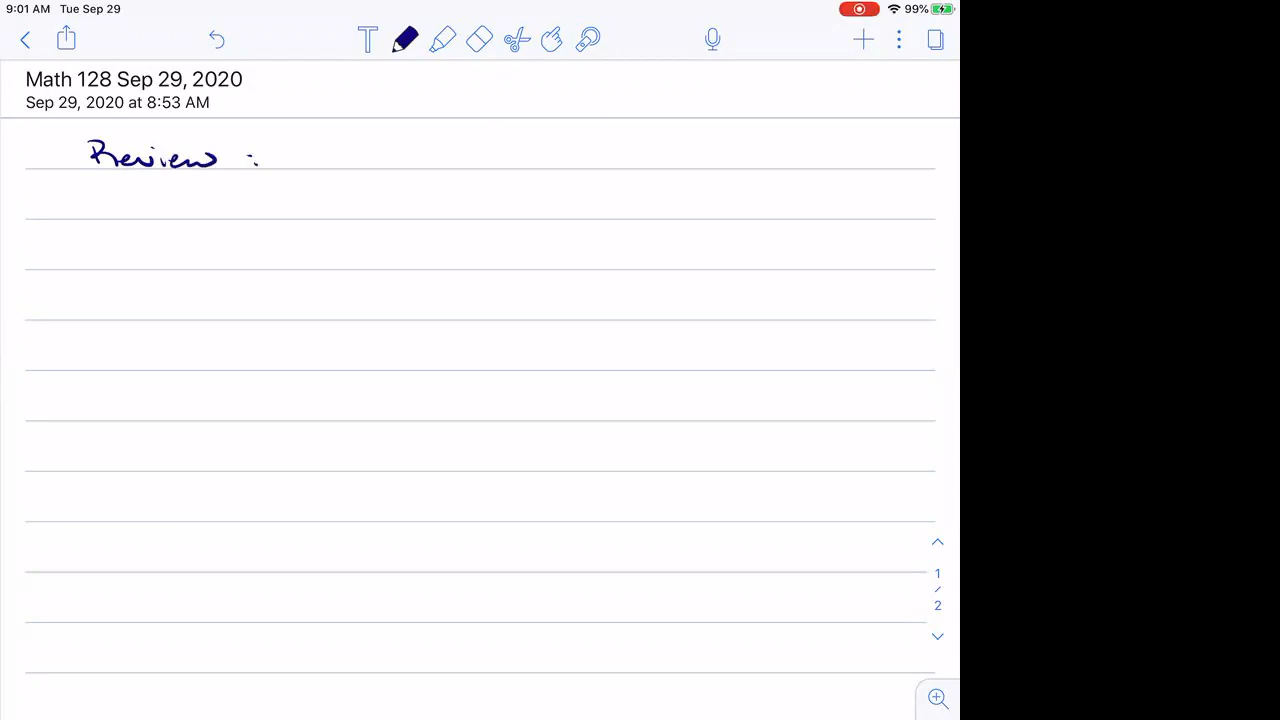 9:01 AM Tue Sep 29 99%
T
Math 128 Sep 29, 2020
Sep 29, 2020 at 8:53 AM
Review :
1
/
2